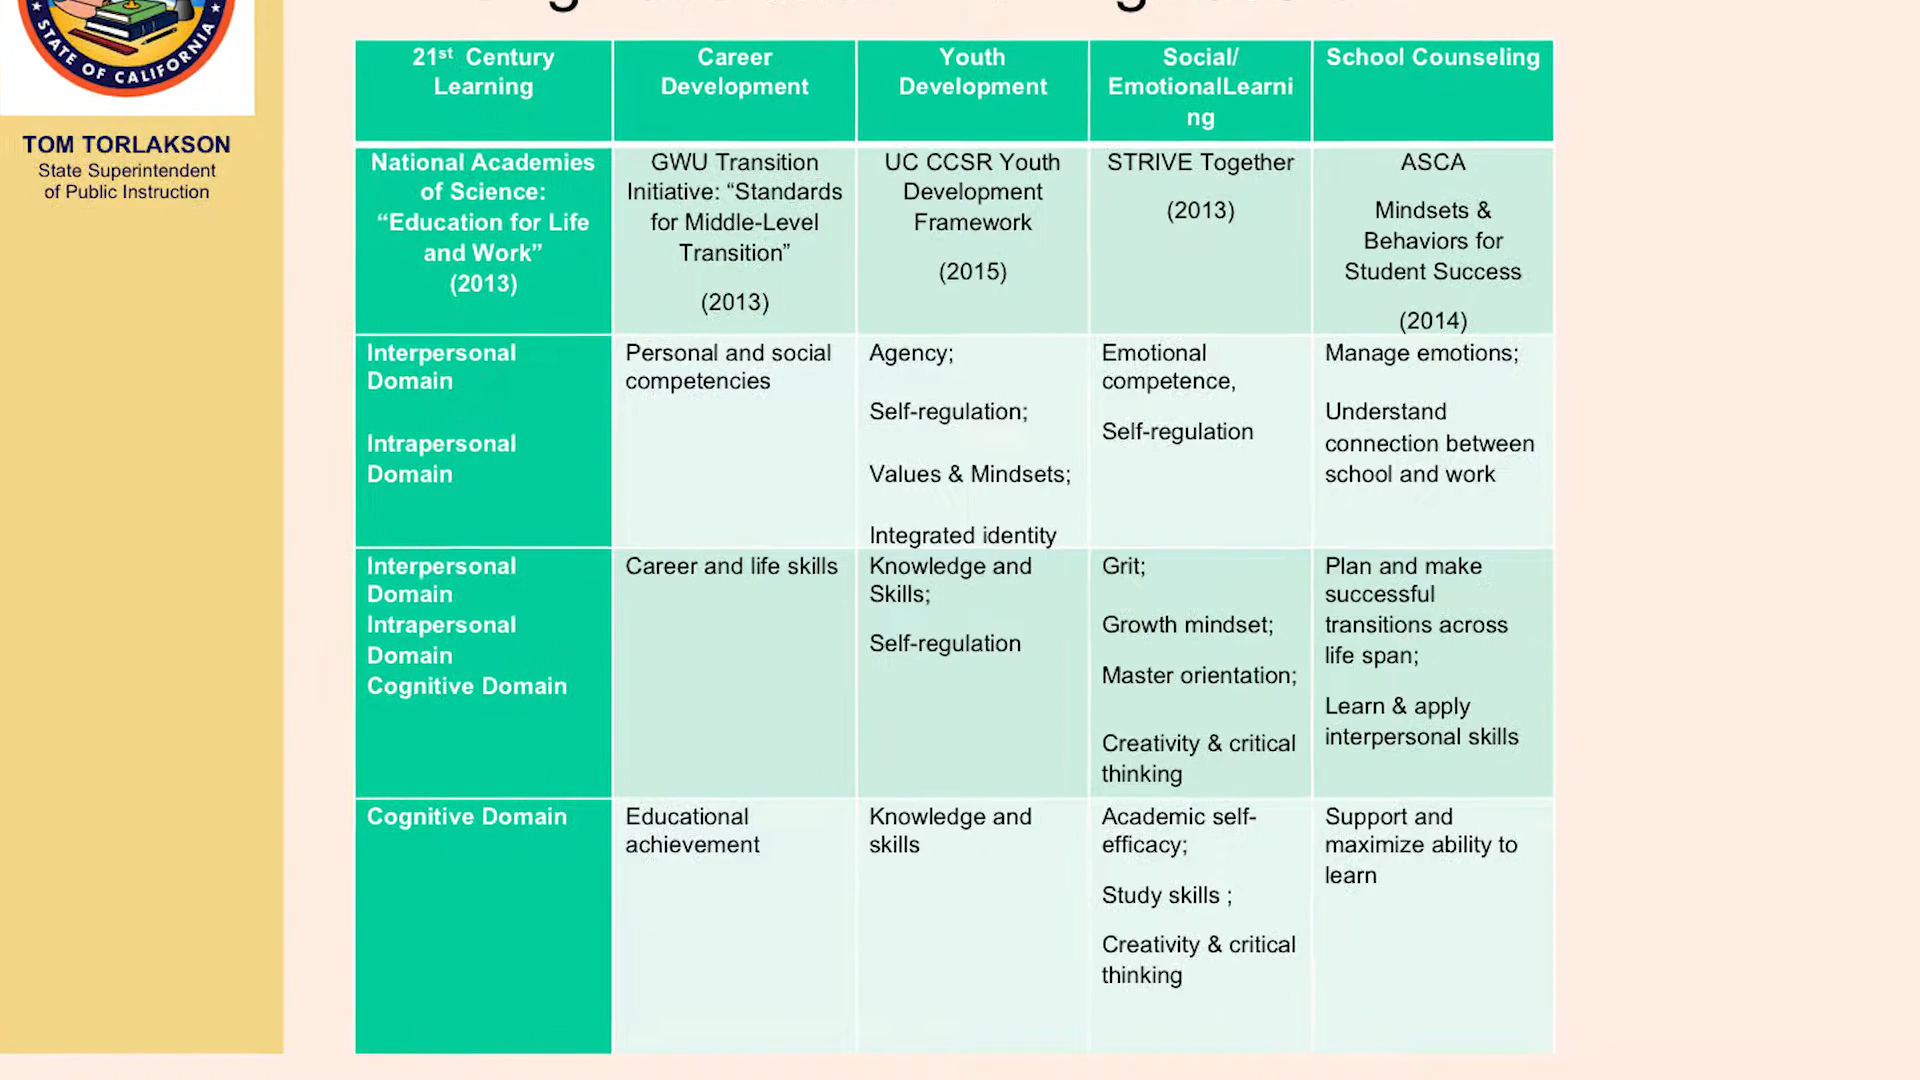 STATE OF CALIFORNIA
TOM TORLAKSON
State Superintendent
of Public Instruction
21st Century
Learning
Career
Development
Youth
Development
Social/
EmotionalLearni
ng
School Counseling
National Academies
of Science:
“Education for Life
and Work”
(2013)
GWU Transition
Initiative: “Standards
for Middle-Level
Transition”
(2013)
UC CCSR Youth
Development
Framework
(2015)
STRIVE Together
(2013)
ASCA
Mindsets &
Behaviors for
Student Success
(2014)
Interpersonal
Domain
Intrapersonal
Domain
Personal and social
competencies
Agency;
Self-regulation;
Values & Mindsets;
Integrated identity
Emotional
competence,
Self-regulation
Manage emotions;
Understand
connection between
school and work
Interpersonal
Domain
Intrapersonal
Domain
Cognitive Domain
Career and life skills
Knowledge and
Skills;
Self-regulation
Grit;
Growth mindset;
Master orientation;
Creativity & critical
thinking
Plan and make
successful
transitions across
life span;
Learn & apply
interpersonal skills
Cognitive Domain
Educational
achievement
Knowledge and
skills
Academic self-
efficacy;
Study skills ;
Creativity & critical
thinking
Support and
maximize ability to
learn